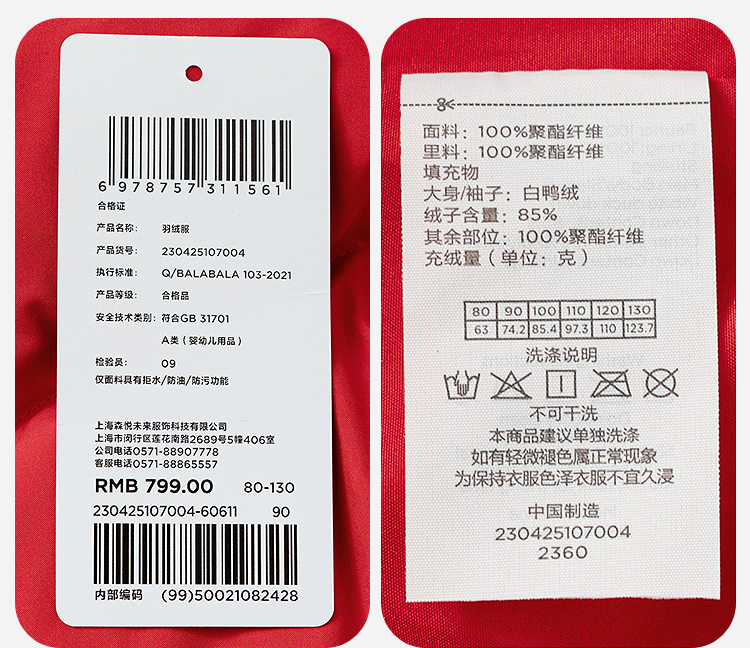 6 978757 311561
合格证
产品名称: 羽绒服
产品货号: 230425107004
执行标准: Q/BALABALA 103-2021
产品等级: 合格品
安全技术类别: 符合GB 31701
A类（婴幼儿用品）
检验员: 09
仅面料具有拒水/防油/防污功能
上海森悦未来服饰科技有限公司
上海市闵行区莲花南路2689号5幢406室
公司电话0571-88907778
客服电话0571-88865557
RMB 799.00 80-130
230425107004-60611 90
内部编码 (99)50021082428
面料: 100%聚酯纤维
里料: 100%聚酯纤维
填充物
大身/袖子: 白鸭绒
绒子含量: 85%
其余部位: 100%聚酯纤维
充绒量（单位: 克）
80 90 100 110 120 130
63 74.2 85.4 97.3 110 123.7
洗涤说明
不可干洗
本商品建议单独洗涤
如有轻微褪色属正常现象
为保持衣服色泽衣服不宜久浸
中国制造
230425107004
2360